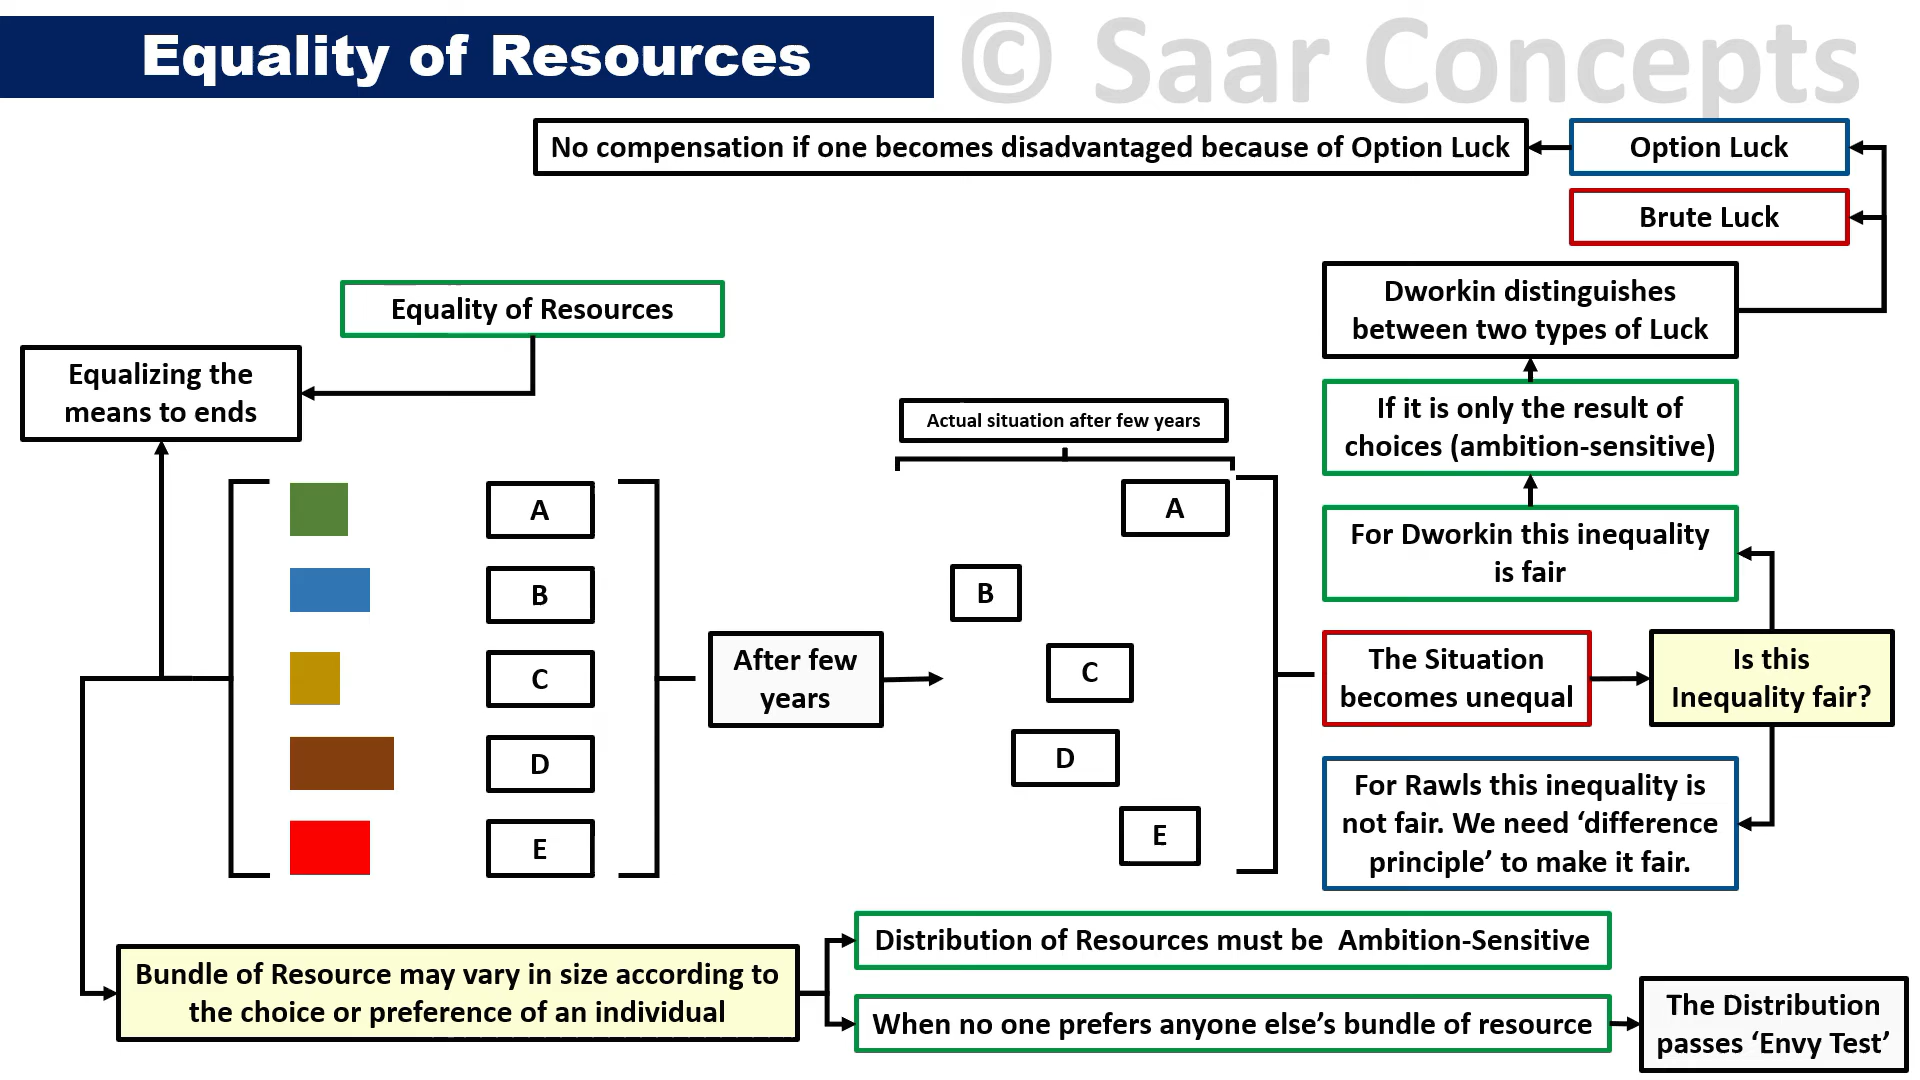 Equality of Resources
© Saar Concepts
No compensation if one becomes disadvantaged because of Option Luck
Option Luck
Brute Luck
Dworkin distinguishes
between two types of Luck
Equality of Resources
Equalizing the
means to ends
If it is only the result of
choices (ambition-sensitive)
Actual situation after few years
A
B
C
D
E
After few
years
A
B
C
D
E
For Dworkin this inequality
is fair
The Situation
becomes unequal
Is this
Inequality fair?
For Rawls this inequality is
not fair. We need ‘difference
principle’ to make it fair.
Bundle of Resource may vary in size according to
the choice or preference of an individual
Distribution of Resources must be Ambition-Sensitive
When no one prefers anyone else’s bundle of resource
The Distribution
passes ‘Envy Test’